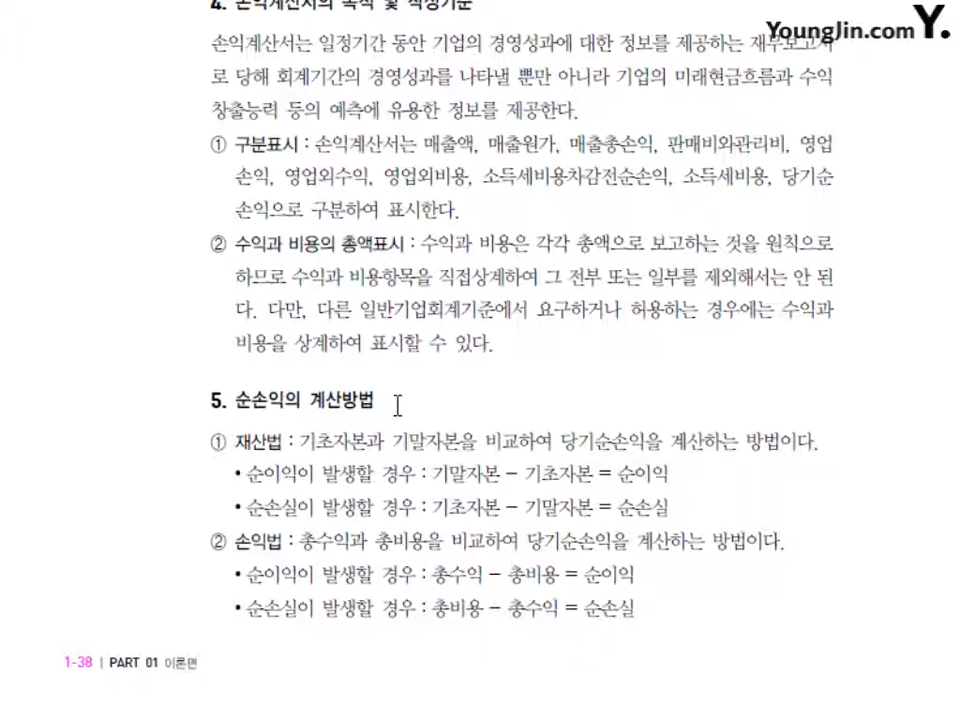 YoungJin.com Y.
4. 손익계산서의 목적 및 작성기준
손익계산서는 일정기간 동안 기업의 경영성과에 대한 정보를 제공하는 재무보고서
로 당해 회계기간의 경영성과를 나타낼 뿐만 아니라 기업의 미래현금흐름과 수익
창출능력 등의 예측에 유용한 정보를 제공한다.
① 구분표시 : 손익계산서는 매출액, 매출원가, 매출총손익, 판매비와관리비, 영업
손익, 영업외수익, 영업외비용, 소득세비용차감전순손익, 소득세비용, 당기순
손익으로 구분하여 표시한다.
② 수익과 비용의 총액표시 : 수익과 비용은 각각 총액으로 보고하는 것을 원칙으로
하므로 수익과 비용항목을 직접상계하여 그 전부 또는 일부를 제외해서는 안 된
다. 다만, 다른 일반기업회계기준에서 요구하거나 허용하는 경우에는 수익과
비용을 상계하여 표시할 수 있다.
5. 순손익의 계산방법
① 재산법 : 기초자본과 기말자본을 비교하여 당기순손익을 계산하는 방법이다.
• 순이익이 발생할 경우 : 기말자본 − 기초자본 = 순이익
• 순손실이 발생할 경우 : 기초자본 − 기말자본 = 순손실
② 손익법 : 총수익과 총비용을 비교하여 당기순손익을 계산하는 방법이다.
• 순이익이 발생할 경우 : 총수익 − 총비용 = 순이익
• 순손실이 발생할 경우 : 총비용 − 총수익 = 순손실
1-38 | PART 01 이론편